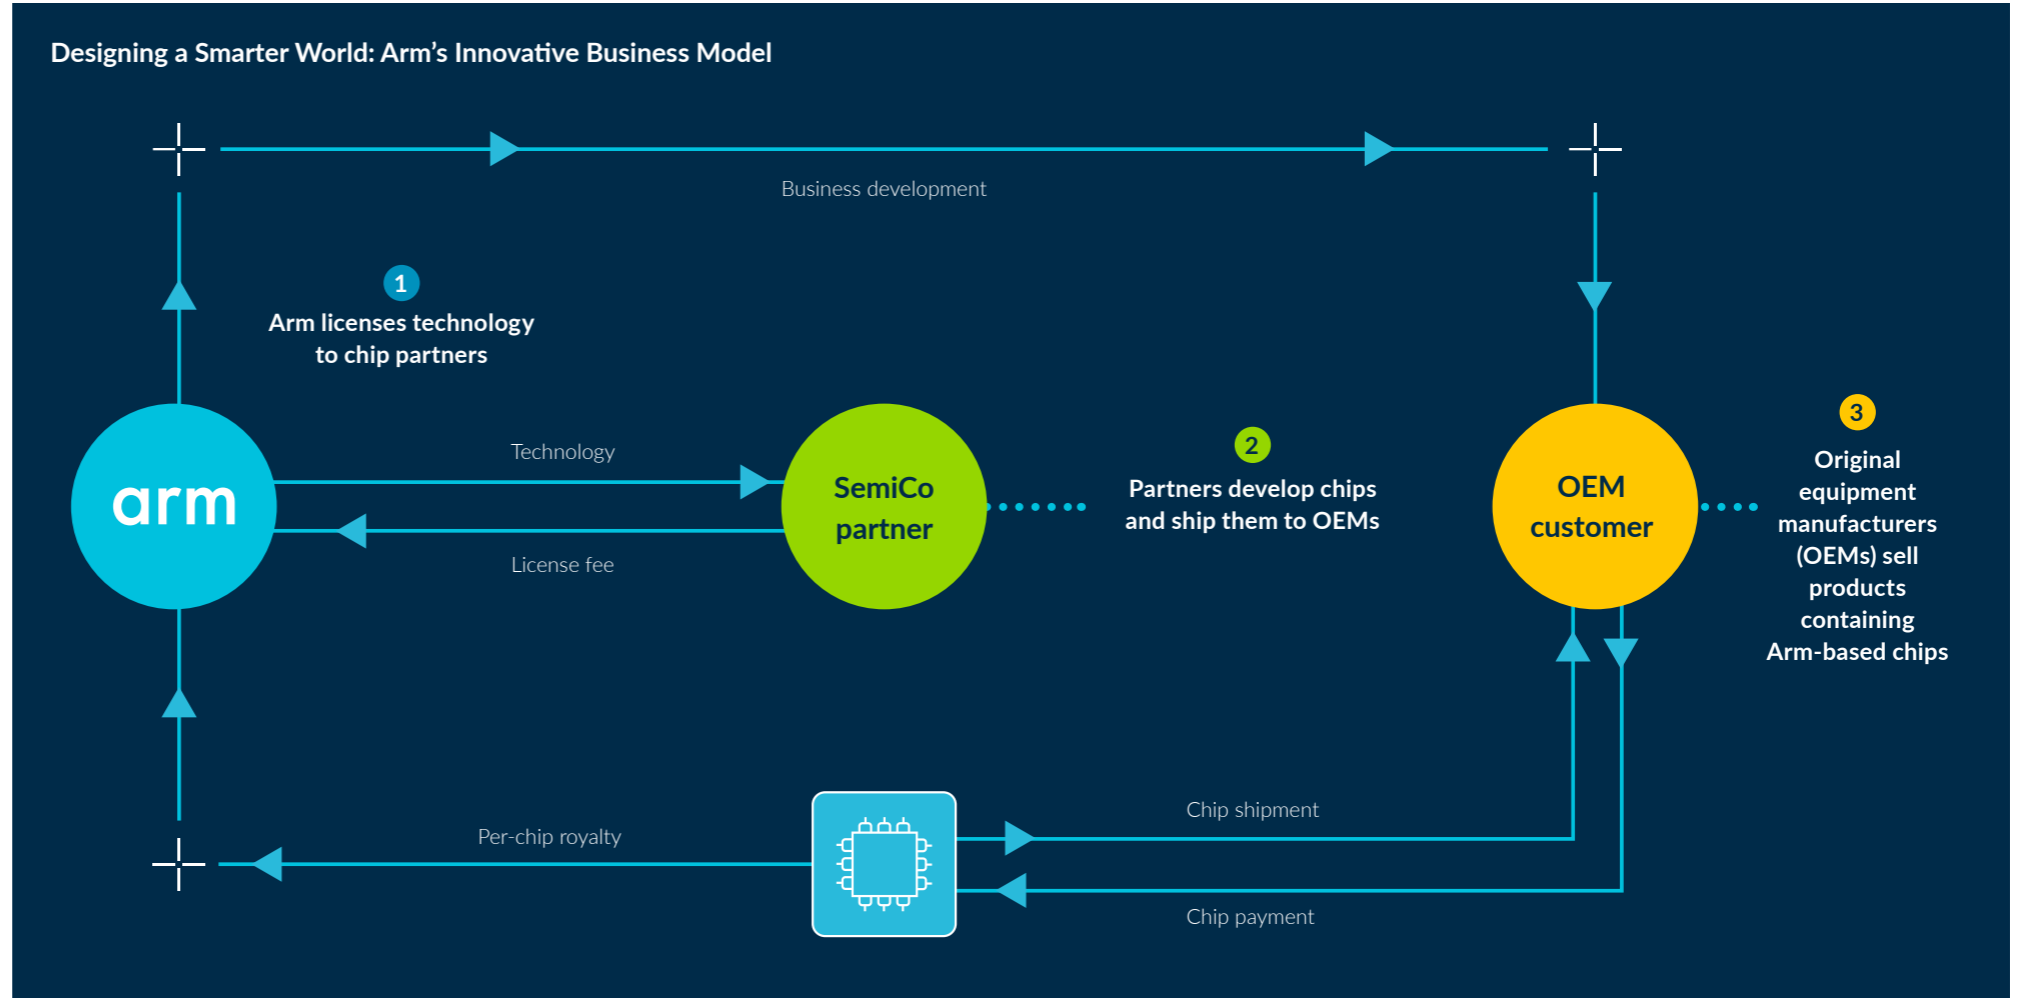 Designing a Smarter World: Arm’s Innovative Business Model
Business development
1
Arm licenses technology
to chip partners
arm
Technology
License fee
SemiCo
partner
2
Partners develop chips
and ship them to OEMs
OEM
customer
3
Original
equipment
manufacturers
(OEMs) sell
products
containing
Arm-based chips
Per-chip royalty
Chip shipment
Chip payment